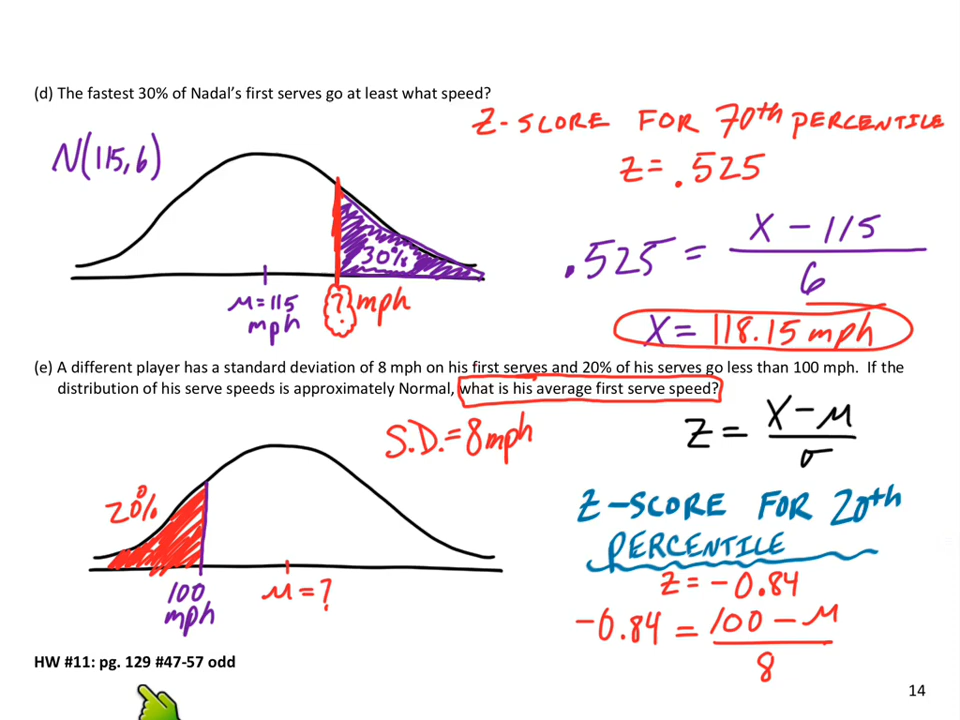 (d) The fastest 30% of Nadal's first serves go at least what speed?
Z-SCORE FOR 70th PERCENTILE
Z = .525
N(115,6)
30%
.525 = X - 115
6
μ = 115
mph
? mph
X = 118.15 mph
(e) A different player has a standard deviation of 8 mph on his first serves and 20% of his serves go less than 100 mph. If the
distribution of his serve speeds is approximately Normal, what is his average first serve speed?
S.D. = 8 mph
Z = X - μ
σ
20%
Z-SCORE FOR 20th
PERCENTILE
Z = -0.84
100
mph
μ = ?
-0.84 = 100 - μ
8
HW #11: pg. 129 #47-57 odd
14